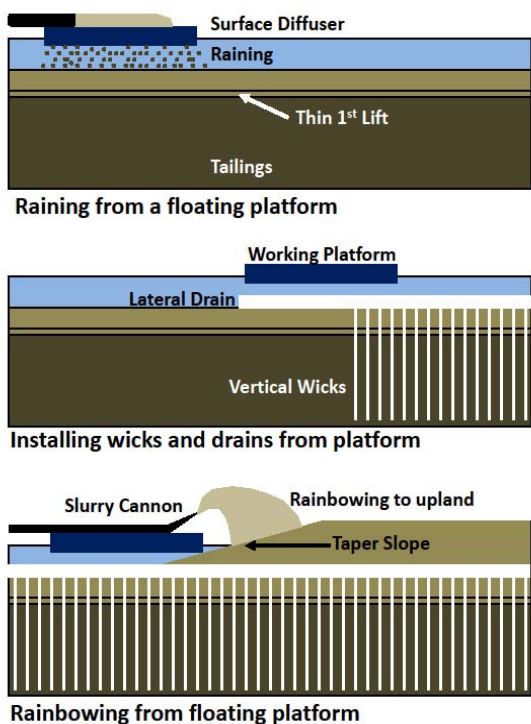 Surface Diffuser
Raining
Thin 1st Lift
Tailings
Raining from a floating platform
Working Platform
Lateral Drain
Vertical Wicks
Installing wicks and drains from platform
Slurry Cannon
Rainbowing to upland
Taper Slope
Rainbowing from floating platform